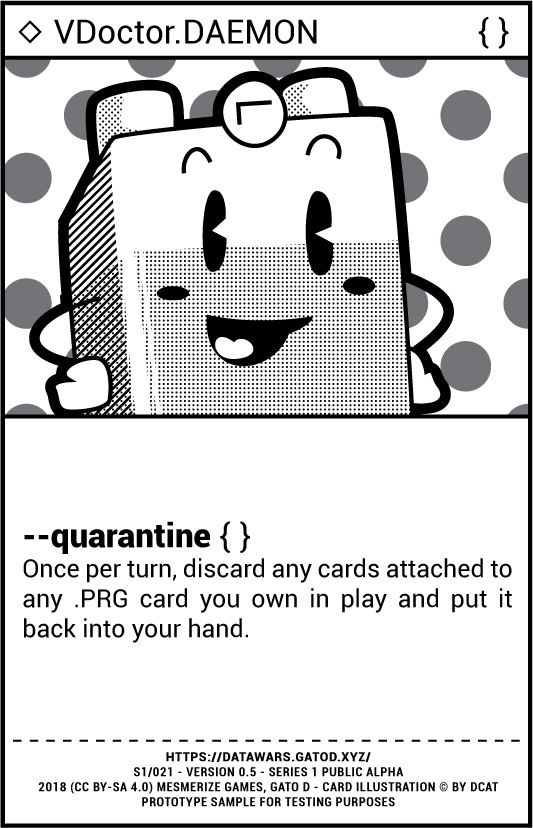 ◇ VDoctor.DAEMON { }
--quarantine { }
Once per turn, discard any cards attached to
any .PRG card you own in play and put it
back into your hand.
HTTPS://DATAWARS.GATOD.XYZ/
S1/021 - VERSION 0.5 - SERIES 1 PUBLIC ALPHA
2018 (CC BY-SA 4.0) MESMERIZE GAMES, GATO D - CARD ILLUSTRATION © BY DCAT
PROTOTYPE SAMPLE FOR TESTING PURPOSES